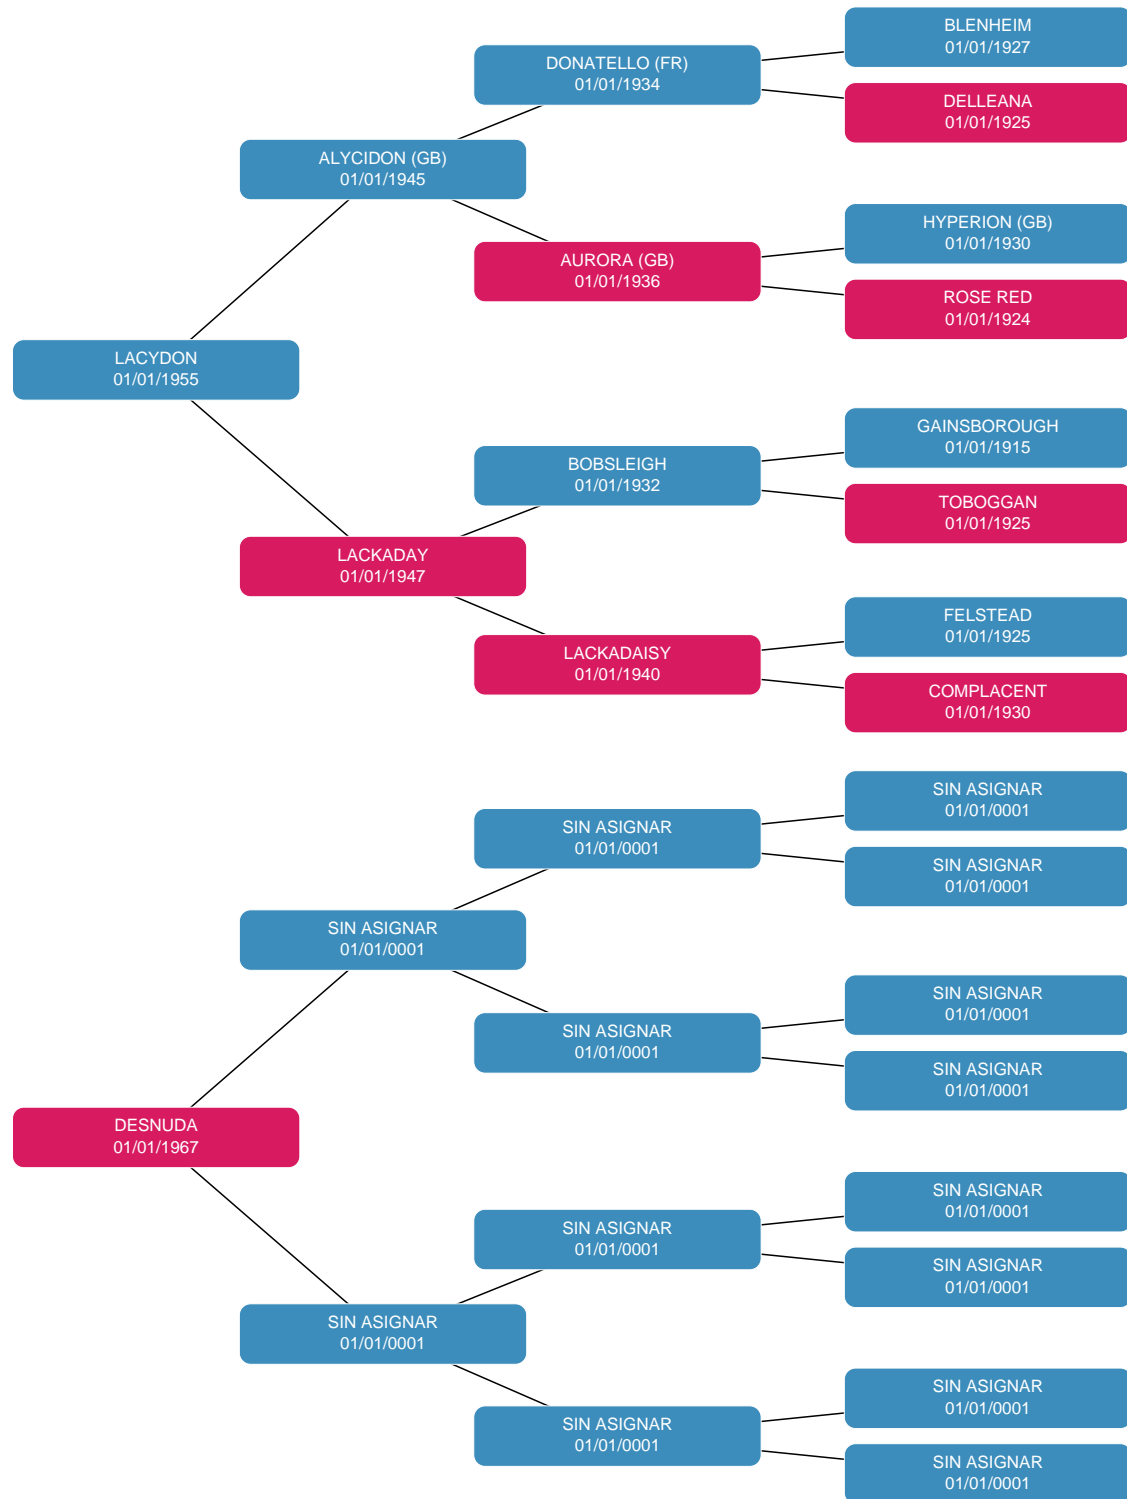 BLENHEIM
01/01/1927
DONATELLO (FR)
01/01/1934
DELLEANA
01/01/1925
ALYCIDON (GB)
01/01/1945
HYPERION (GB)
01/01/1930
AURORA (GB)
01/01/1936
ROSE RED
01/01/1924
LACYDON
01/01/1955
GAINSBOROUGH
01/01/1915
BOBSLEIGH
01/01/1932
TOBOGGAN
01/01/1925
LACKADAY
01/01/1947
FELSTEAD
01/01/1925
LACKADAISY
01/01/1940
COMPLACENT
01/01/1930
SIN ASIGNAR
01/01/0001
SIN ASIGNAR
01/01/0001
SIN ASIGNAR
01/01/0001
SIN ASIGNAR
01/01/0001
SIN ASIGNAR
01/01/0001
SIN ASIGNAR
01/01/0001
SIN ASIGNAR
01/01/0001
DESNUDA
01/01/1967
SIN ASIGNAR
01/01/0001
SIN ASIGNAR
01/01/0001
SIN ASIGNAR
01/01/0001
SIN ASIGNAR
01/01/0001
SIN ASIGNAR
01/01/0001
SIN ASIGNAR
01/01/0001
SIN ASIGNAR
01/01/0001